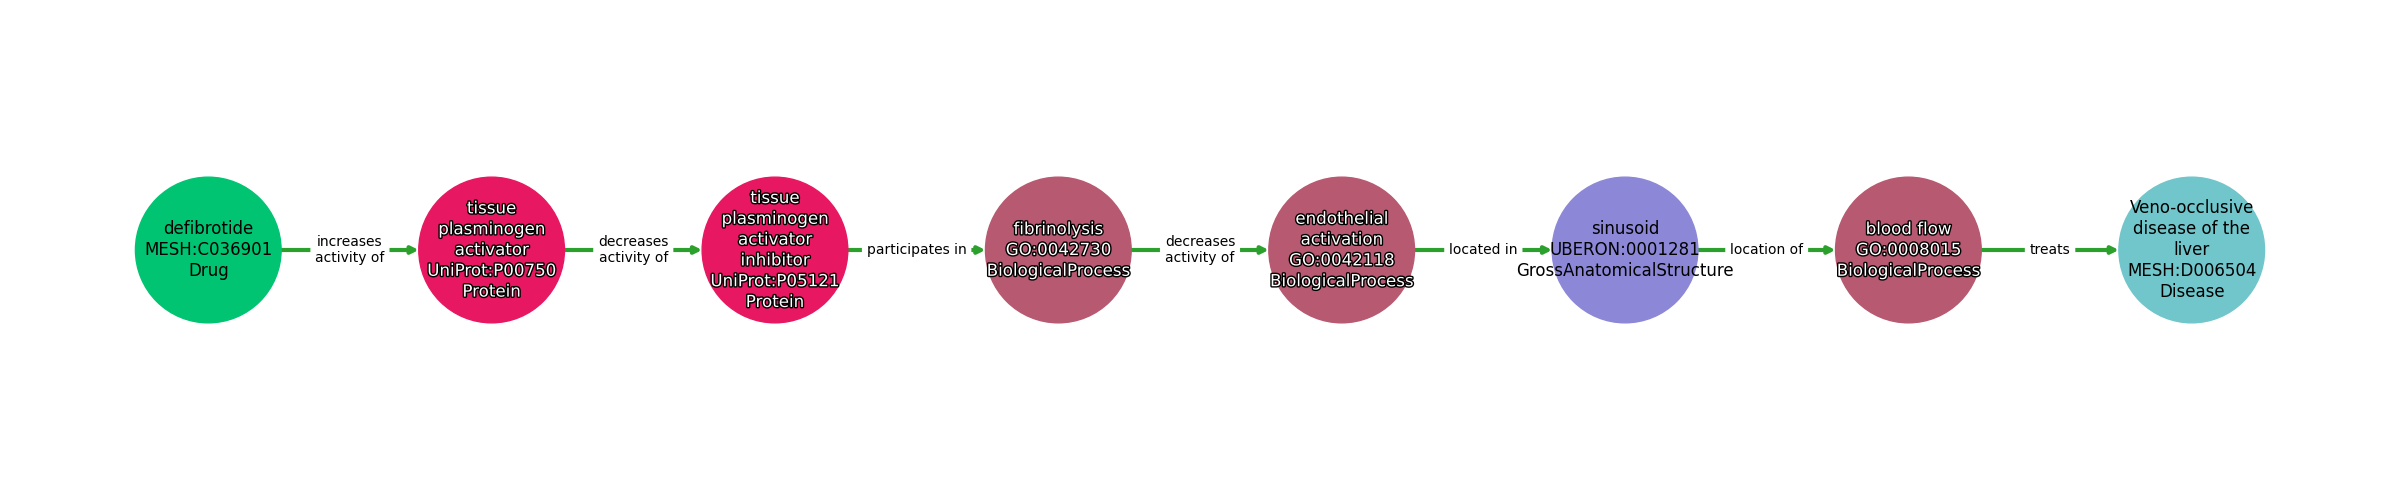 defibrotide
MESH:C036901
Drug
increases
activity of
tissue
plasminogen
activator
UniProt:P00750
Protein
decreases
activity of
tissue
plasminogen
activator
inhibitor
UniProt:P05121
Protein
participates in
fibrinolysis
GO:0042730
BiologicalProcess
decreases
activity of
endothelial
activation
GO:0042118
BiologicalProcess
located in
sinusoid
UBERON:0001281
GrossAnatomicalStructure
location of
blood flow
GO:0008015
BiologicalProcess
treats
Veno-occlusive
disease of the
liver
MESH:D006504
Disease